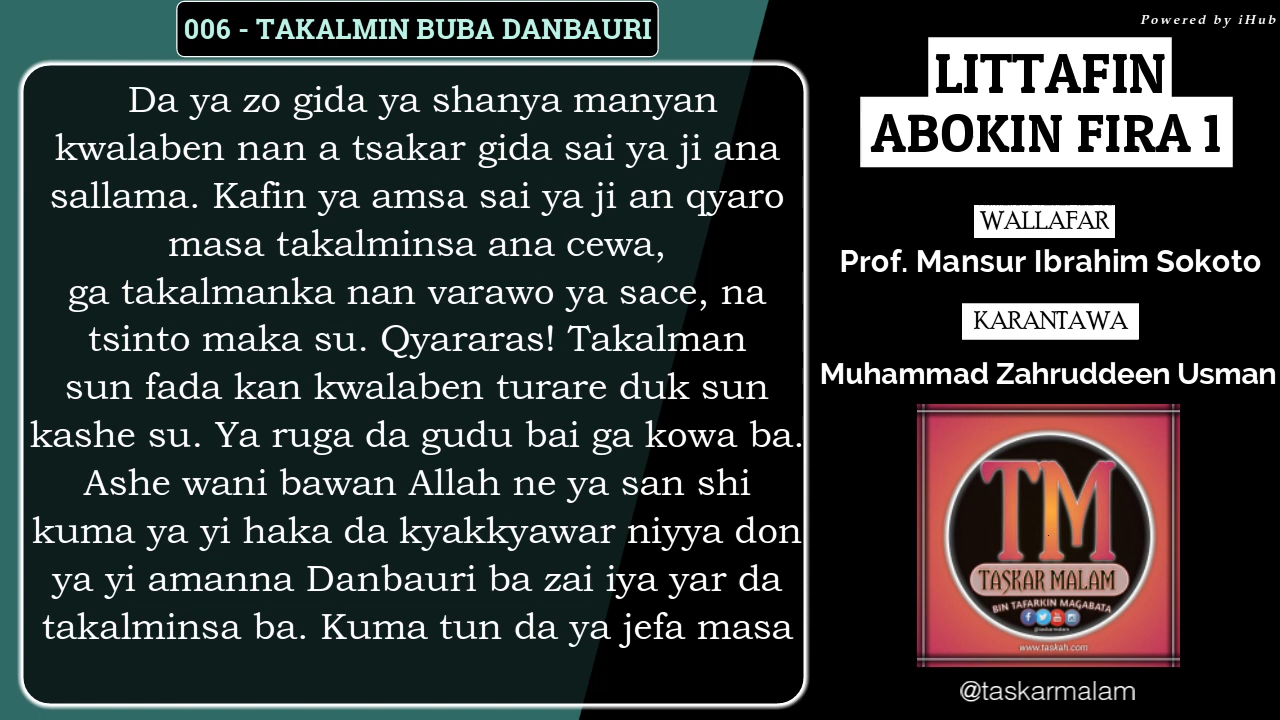 006 - TAKALMIN BUBA DANBAURI
Da ya zo gida ya shanya manyan
kwalaben nan a tsakar gida sai ya ji ana
sallama. Kafin ya amsa sai ya ji an qyaro
masa takalminsa ana cewa,
ga takalmanka nan varawo ya sace, na
tsinto maka su. Qyararas! Takalman
sun fada kan kwalaben turare duk sun
kashe su. Ya ruga da gudu bai ga kowa ba.
Ashe wani bawan Allah ne ya san shi
kuma ya yi haka da kyakkyawar niyya don
ya yi amanna Danbauri ba zai iya yar da
takalminsa ba. Kuma tun da ya jefa masa
Powered by iHub
LITTAFIN
ABOKIN FIRA 1
WALLAFAR
Prof. Mansur Ibrahim Sokoto
KARANTAWA
Muhammad Zahruddeen Usman
TM
TASKAR MALAM
BIN TAFARKIN MAGABATA
@taskarmalam
www.taskah.com
@taskarmalam